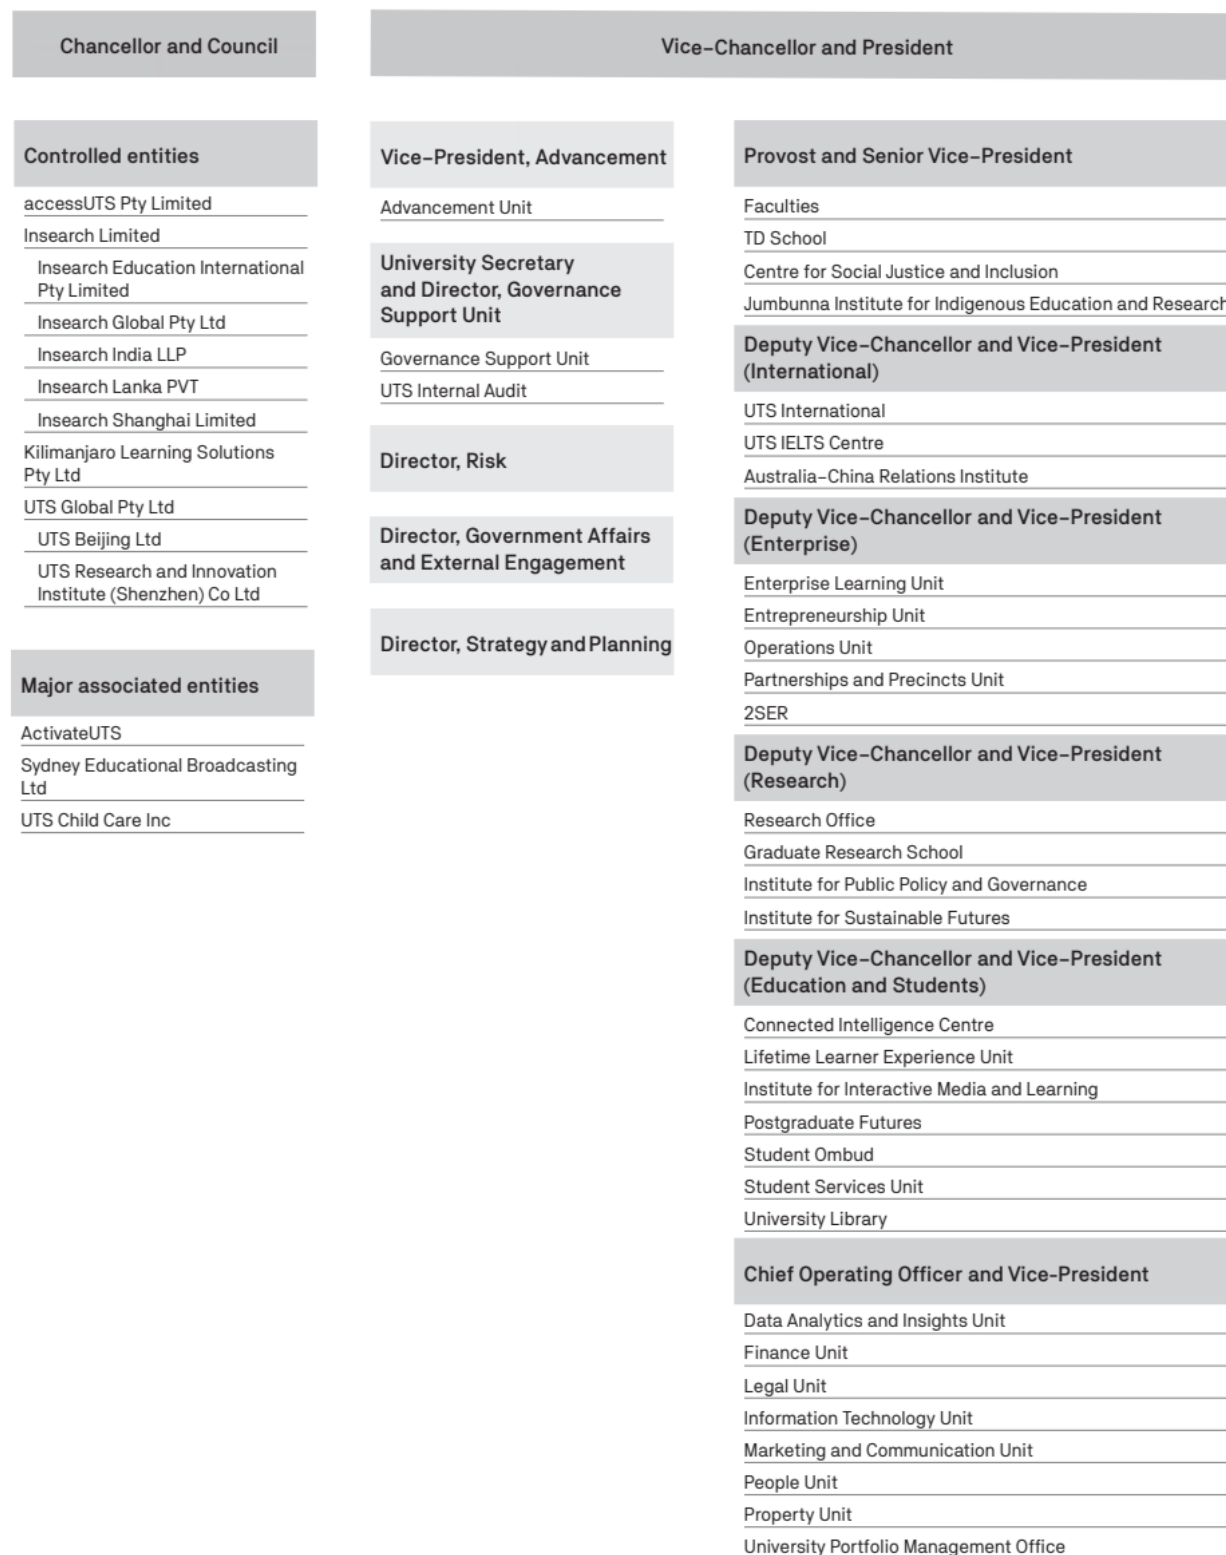 Chancellor and Council
Vice–Chancellor and President
Controlled entities
accessUTS Pty Limited
Insearch Limited
Insearch Education International
Pty Limited
Insearch Global Pty Ltd
Insearch India LLP
Insearch Lanka PVT
Insearch Shanghai Limited
Kilimanjaro Learning Solutions
Pty Ltd
UTS Global Pty Ltd
UTS Beijing Ltd
UTS Research and Innovation
Institute (Shenzhen) Co Ltd
Major associated entities
ActivateUTS
Sydney Educational Broadcasting
Ltd
UTS Child Care Inc
Vice–President, Advancement
Advancement Unit
University Secretary
and Director, Governance
Support Unit
Governance Support Unit
UTS Internal Audit
Director, Risk
Director, Government Affairs
and External Engagement
Director, Strategy and Planning
Provost and Senior Vice–President
Faculties
TD School
Centre for Social Justice and Inclusion
Jumbunna Institute for Indigenous Education and Research
Deputy Vice–Chancellor and Vice–President
(International)
UTS International
UTS IELTS Centre
Australia–China Relations Institute
Deputy Vice–Chancellor and Vice–President
(Enterprise)
Enterprise Learning Unit
Entrepreneurship Unit
Operations Unit
Partnerships and Precincts Unit
2SER
Deputy Vice–Chancellor and Vice–President
(Research)
Research Office
Graduate Research School
Institute for Public Policy and Governance
Institute for Sustainable Futures
Deputy Vice–Chancellor and Vice–President
(Education and Students)
Connected Intelligence Centre
Lifetime Learner Experience Unit
Institute for Interactive Media and Learning
Postgraduate Futures
Student Ombud
Student Services Unit
University Library
Chief Operating Officer and Vice-President
Data Analytics and Insights Unit
Finance Unit
Legal Unit
Information Technology Unit
Marketing and Communication Unit
People Unit
Property Unit
University Portfolio Management Office